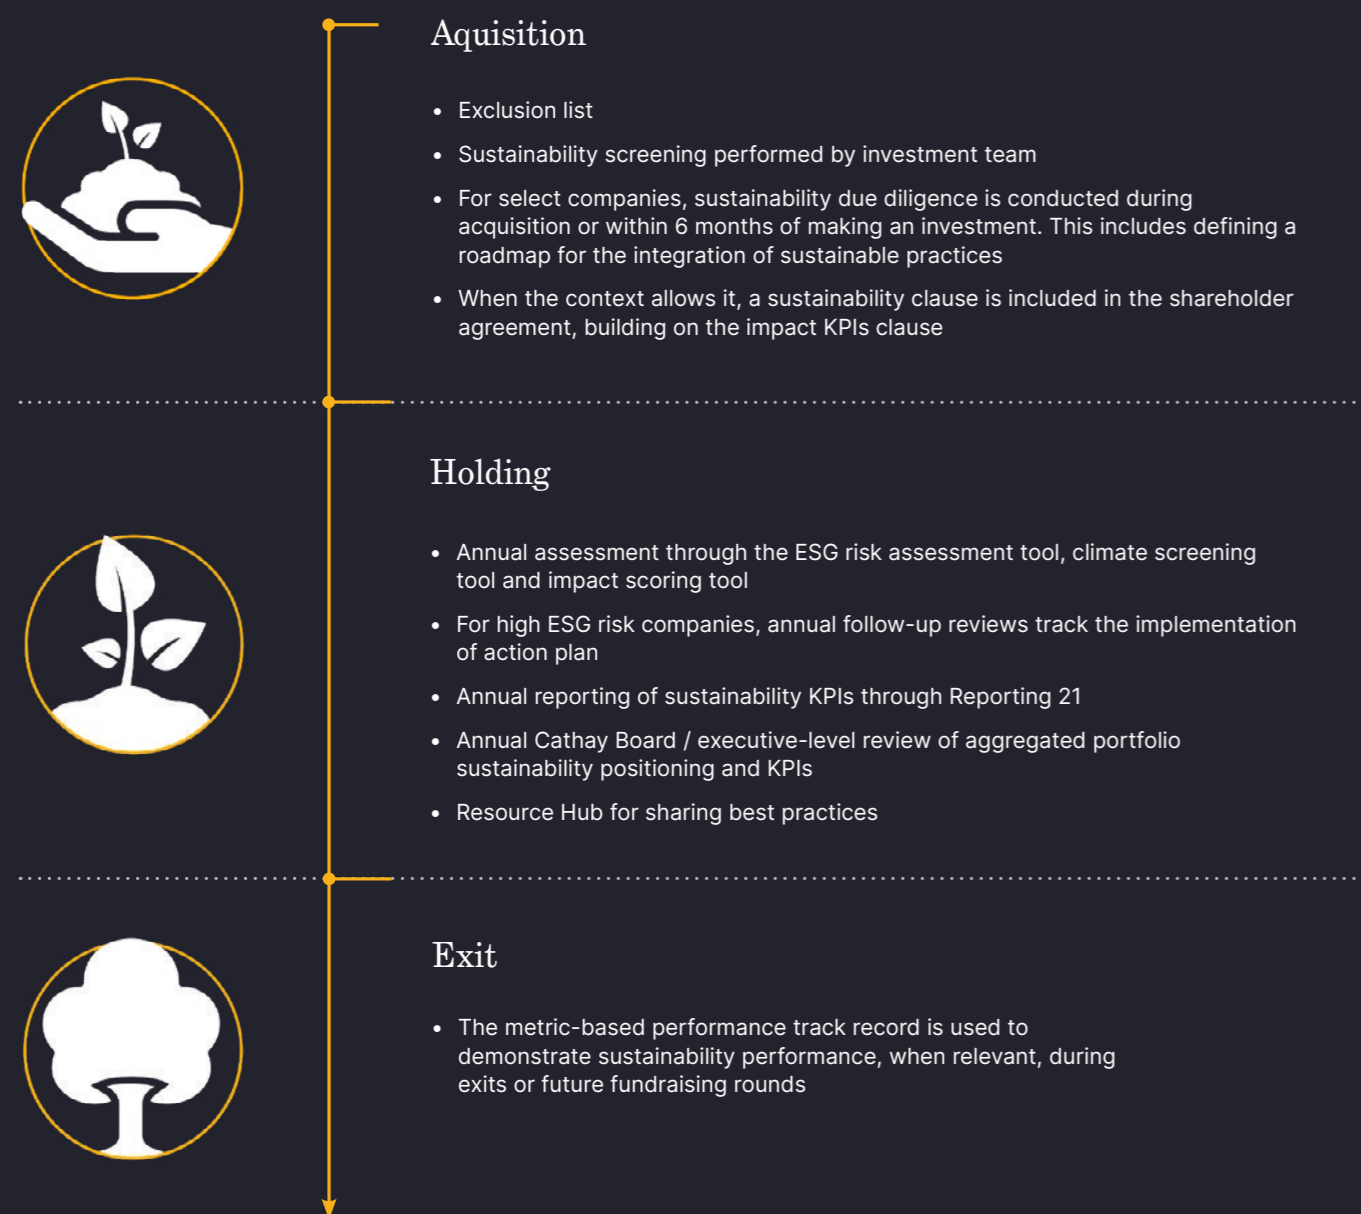 Aquisition
• Exclusion list
• Sustainability screening performed by investment team
• For select companies, sustainability due diligence is conducted during
acquisition or within 6 months of making an investment. This includes defining a
roadmap for the integration of sustainable practices
• When the context allows it, a sustainability clause is included in the shareholder
agreement, building on the impact KPIs clause
Holding
• Annual assessment through the ESG risk assessment tool, climate screening
tool and impact scoring tool
• For high ESG risk companies, annual follow-up reviews track the implementation
of action plan
• Annual reporting of sustainability KPIs through Reporting 21
• Annual Cathay Board / executive-level review of aggregated portfolio
sustainability positioning and KPIs
• Resource Hub for sharing best practices
Exit
• The metric-based performance track record is used to
demonstrate sustainability performance, when relevant, during
exits or future fundraising rounds